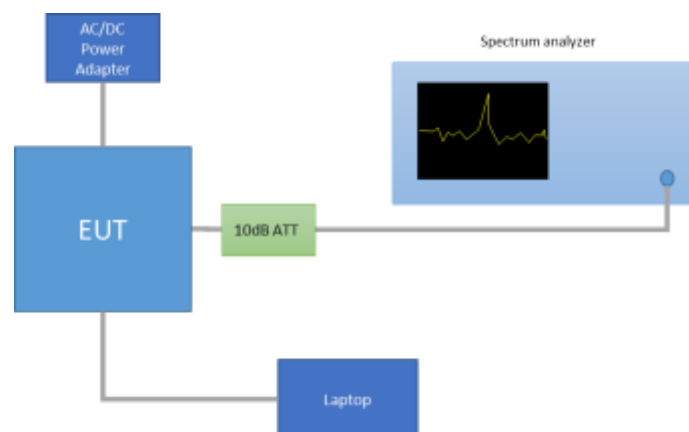 AC/DC
Power
Adapter
Spectrum analyzer
EUT
10dB ATT
Laptop